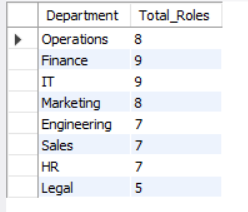 Department Total_Roles
Operations 8
Finance 9
IT 9
Marketing 8
Engineering 7
Sales 7
HR 7
Legal 5